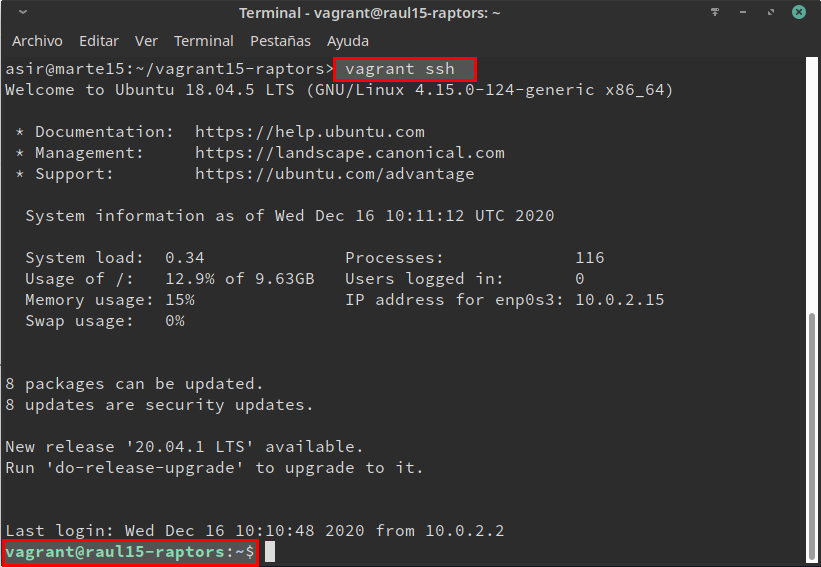 Terminal - vagrant@raul15-raptors: ~
Archivo Editar Ver Terminal Pestañas Ayuda
asir@marte15:~/vagrant15-raptors> vagrant ssh
Welcome to Ubuntu 18.04.5 LTS (GNU/Linux 4.15.0-124-generic x86_64)
* Documentation:  https://help.ubuntu.com
* Management:     https://landscape.canonical.com
* Support:        https://ubuntu.com/advantage
System information as of Wed Dec 16 10:11:12 UTC 2020
System load:  0.34              Processes:             116
Usage of /:   12.9% of 9.63GB   Users logged in:       0
Memory usage: 15%               IP address for enp0s3: 10.0.2.15
Swap usage:   0%
8 packages can be updated.
8 updates are security updates.
New release '20.04.1 LTS' available.
Run 'do-release-upgrade' to upgrade to it.
Last login: Wed Dec 16 10:10:48 2020 from 10.0.2.2
vagrant@raul15-raptors:~$